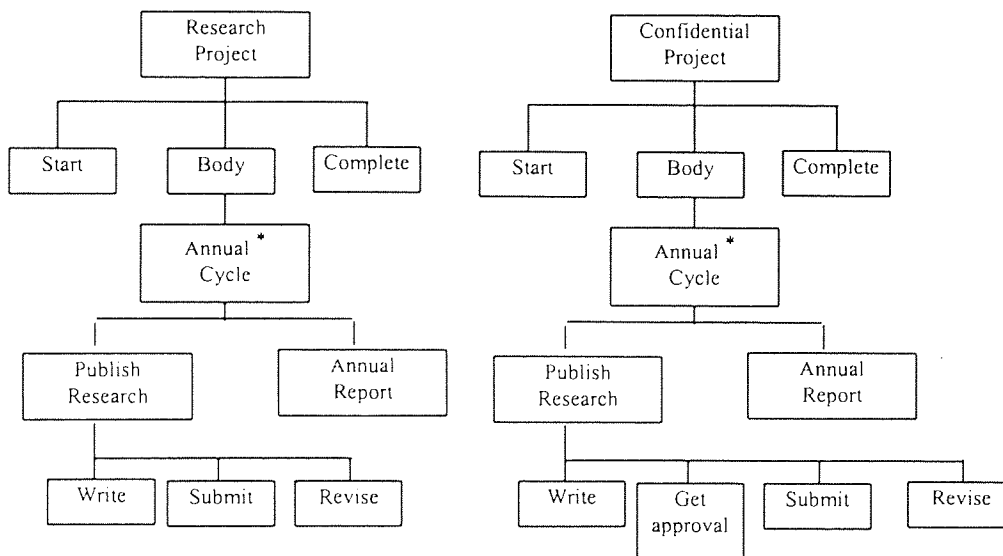 Research
Project
Start
Body
Complete
Annual *
Cycle
Publish
Research
Annual
Report
Write
Submit
Revise
Confidential
Project
Start
Body
Complete
Annual *
Cycle
Publish
Research
Annual
Report
Write
Get
approval
Submit
Revise